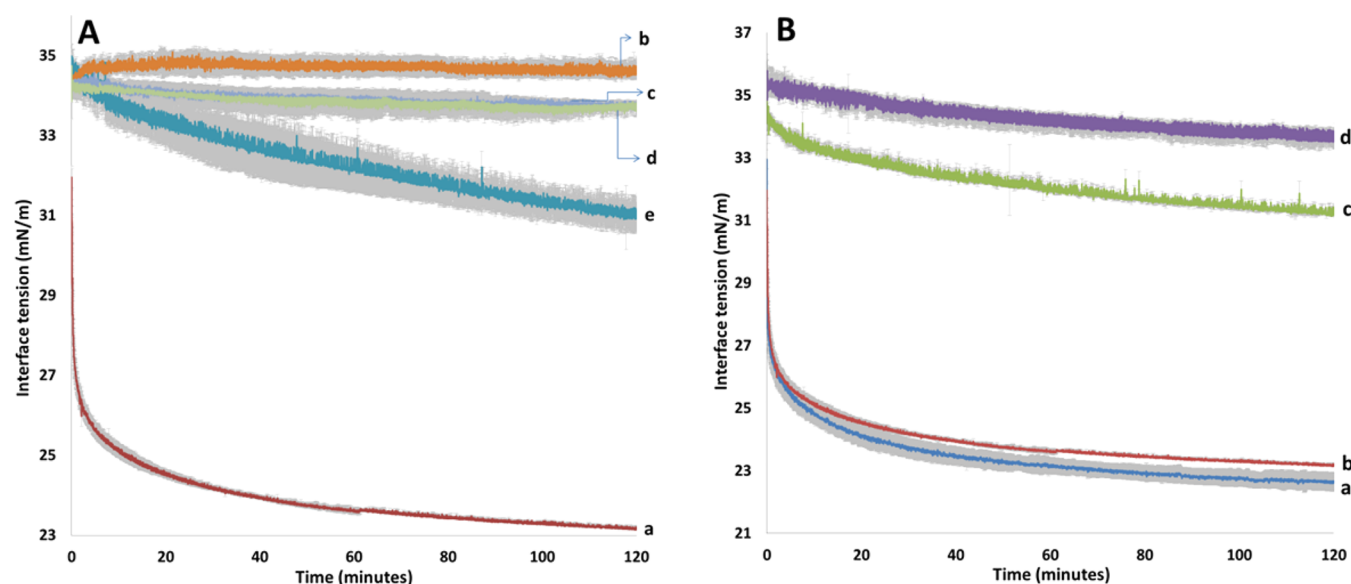 A
35
33
31
29
27
25
23
Interface tension (mN/m)
0 20 40 60 80 100 120
Time (minutes)
b
c
d
e
a
B
37
35
33
31
29
27
25
23
21
Interface tension (mN/m)
0 20 40 60 80 100 120
Time (minutes)
d
c
b
a